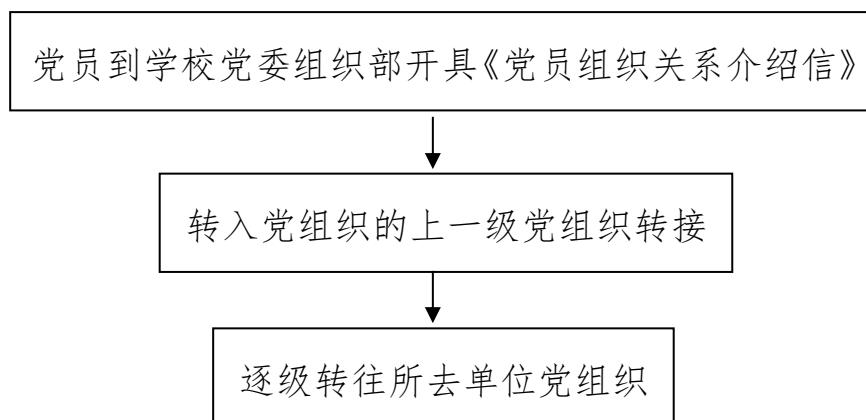 党员到学校党委组织部开具《党员组织关系介绍信》
转入党组织的上一级党组织转接
逐级转往所去单位党组织